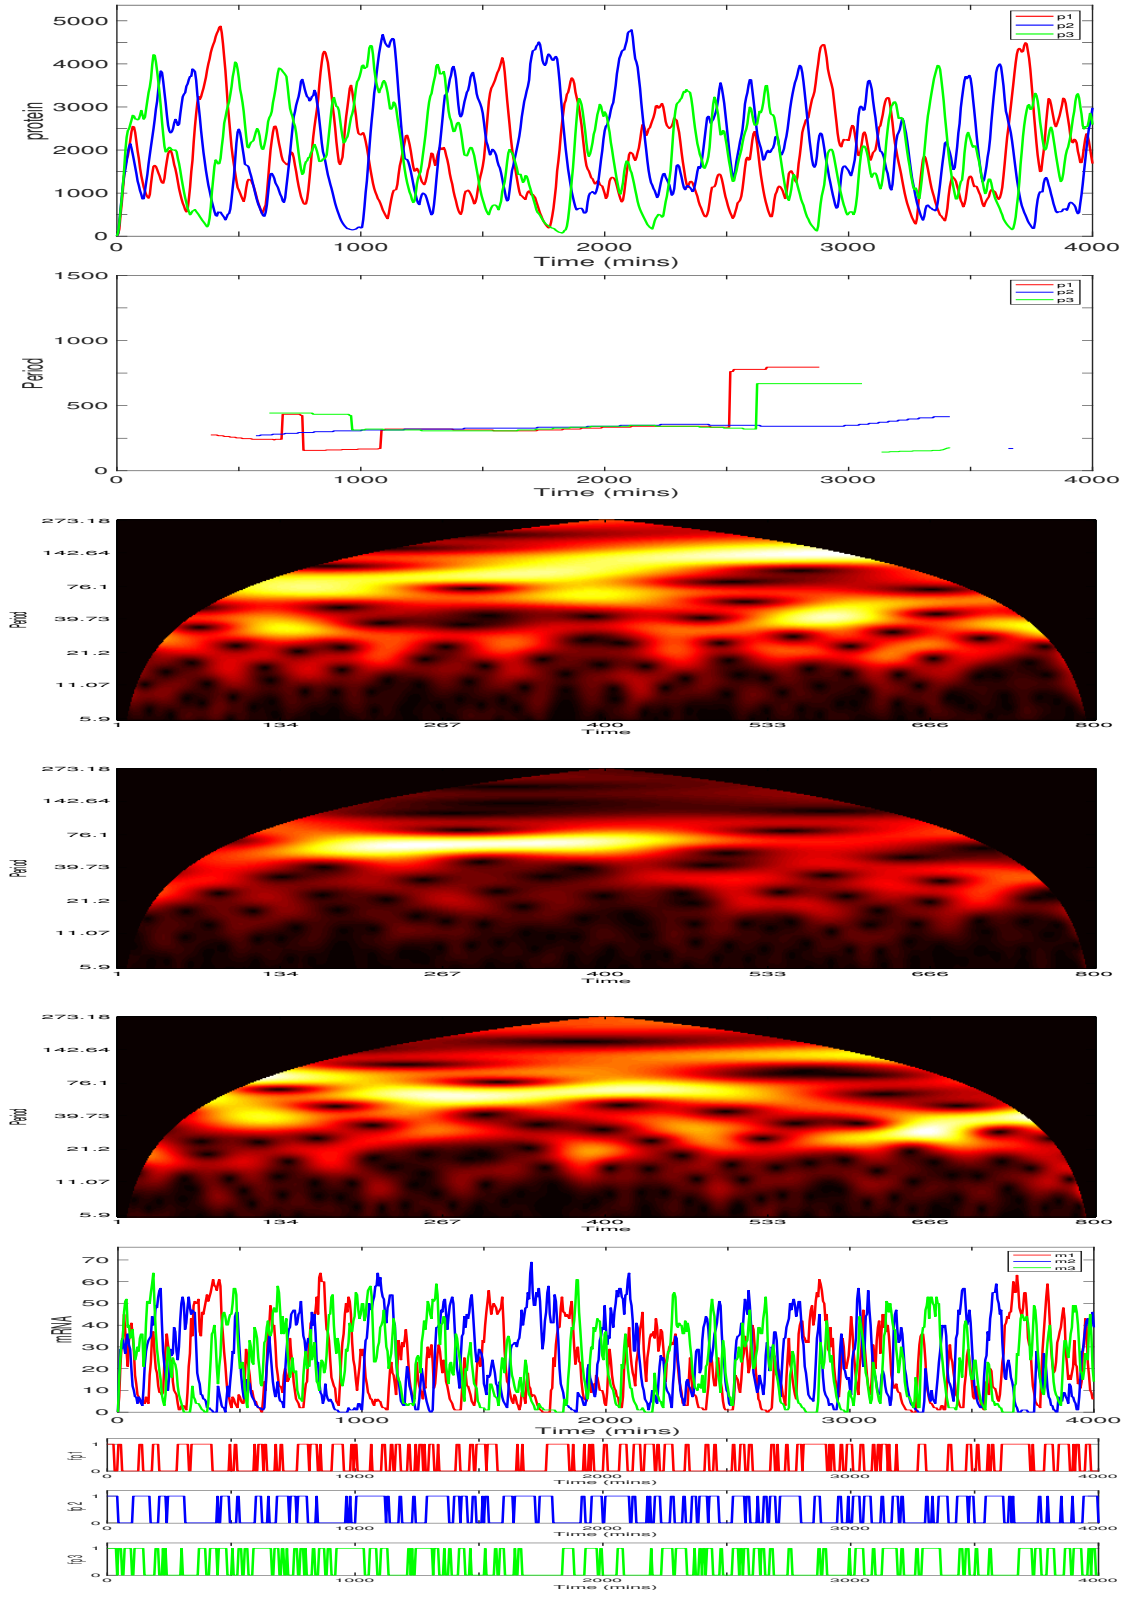 5000
4000
3000
2000
1000
0
protein
p1
p2
p3
0 1000 2000 3000 4000
Time (mins)
1500
1000
500
0
Period
p1
p2
p3
0 1000 2000 3000 4000
Time (mins)
273.18
142.64
76.1
39.73
21.2
11.07
5.9
Period
1 134 267 400 533 666 800
Time
273.18
142.64
76.1
39.73
21.2
11.07
5.9
Period
1 134 267 400 533 666 800
Time
273.18
142.64
76.1
39.73
21.2
11.07
5.9
Period
1 134 267 400 533 666 800
Time
70
60
50
40
30
20
10
0
mRNA
m1
m2
m3
0 1000 2000 3000 4000
Time (mins)
1
0
fp1
0 1000 2000 3000 4000
Time (mins)
1
0
fp2
0 1000 2000 3000 4000
Time (mins)
1
0
fp3
0 1000 2000 3000 4000
Time (mins)